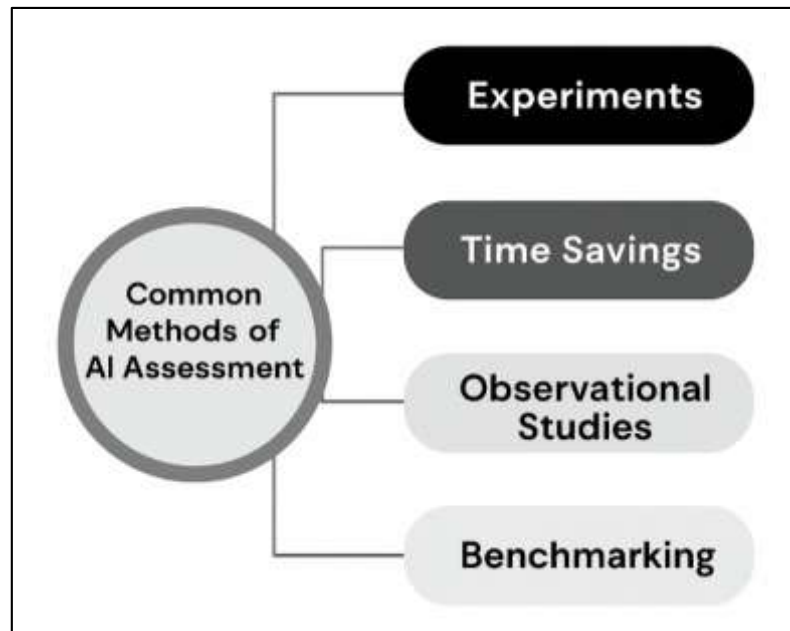 Common
Methods of
AI Assessment
Experiments
Time Savings
Observational
Studies
Benchmarking